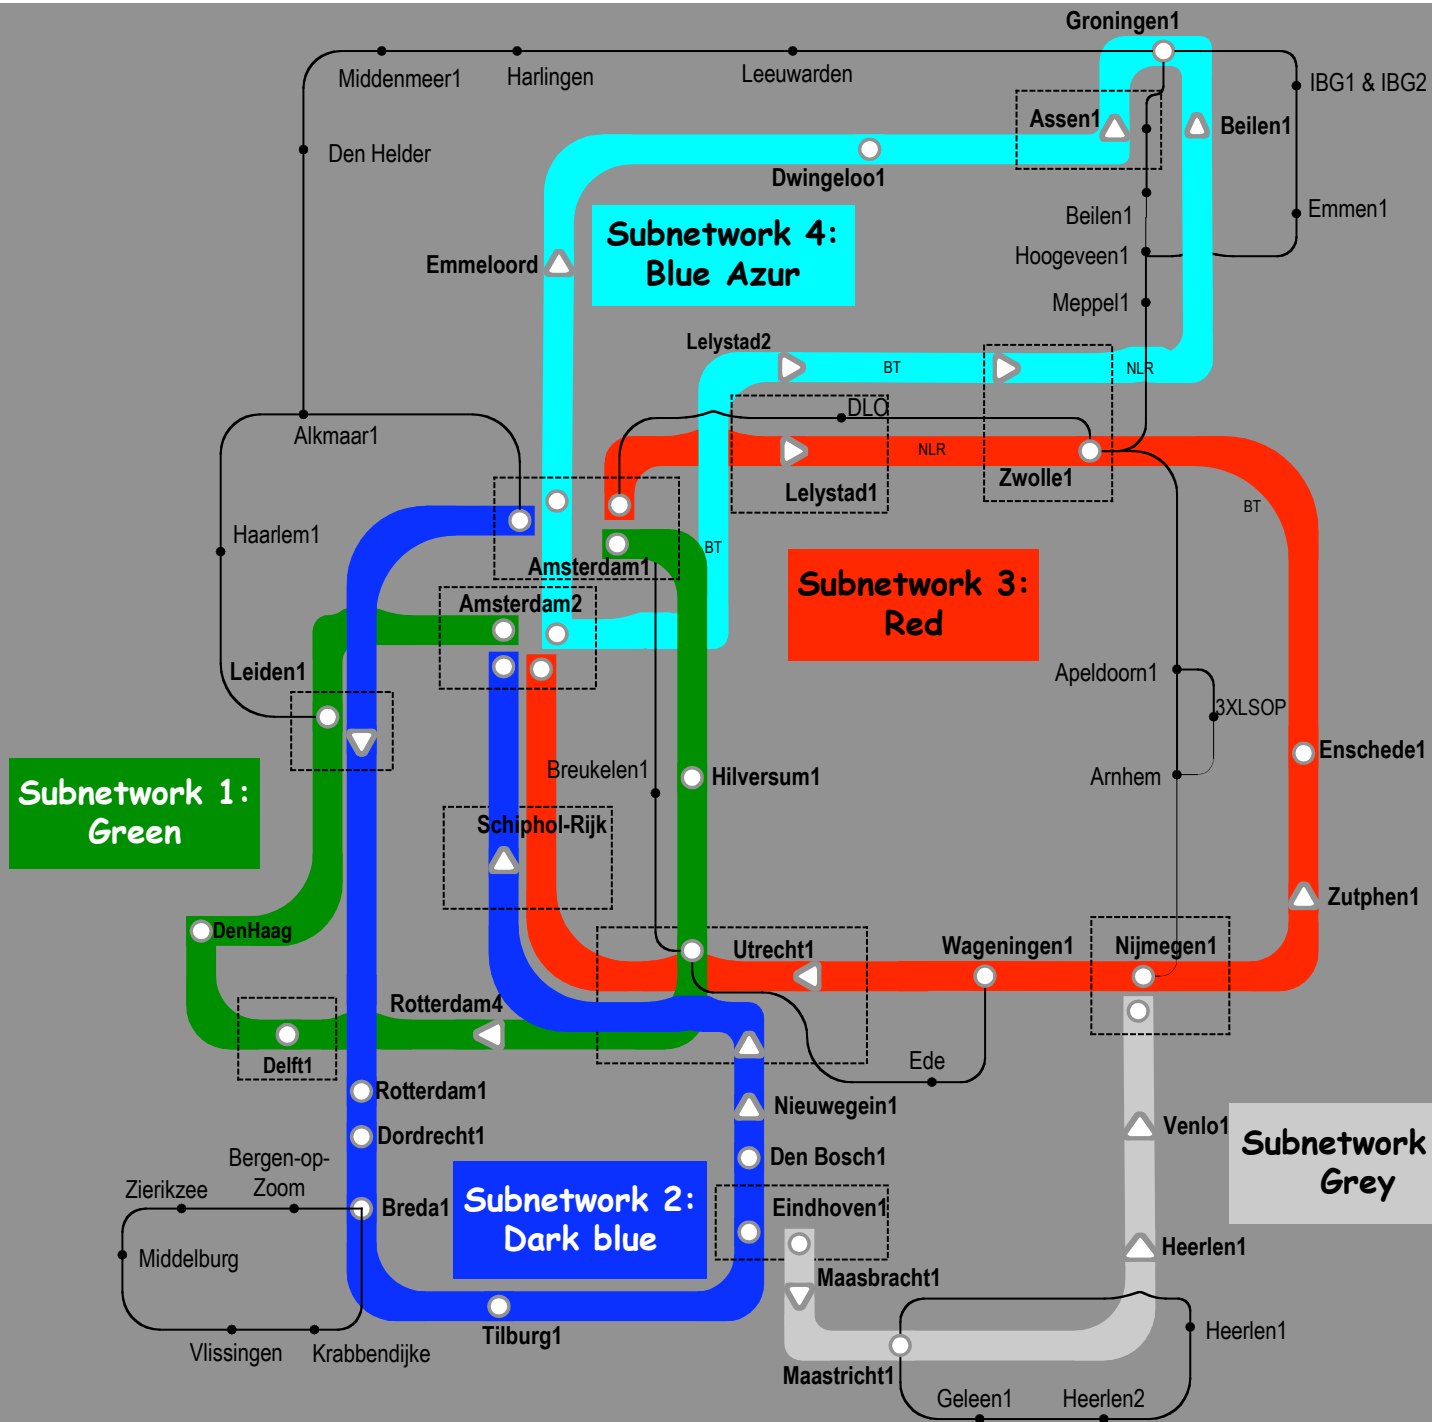 Groningen1
Middenmeer1
Harlingen
Leeuwarden
IBG1 & IBG2
Assen1
Beilen1
Den Helder
Dwingeloo1
Beilen1
Emmen1
Subnetwork 4:
Blue Azur
Emmeloord
Hoogeveen1
Meppel1
Lelystad2
BT
NLR
DLO
Alkmaar1
NLR
Zwolle1
Lelystad1
BT
Haarlem1
BT
Amsterdam1
Subnetwork 3:
Red
Amsterdam2
Leiden1
Apeldoorn1
3XLSOP
Enschede1
Breukelen1
Hilversum1
Arnhem
Subnetwork 1:
Green
Schiphol-Rijk
Zutphen1
DenHaag
Utrecht1
Wageningen1
Nijmegen1
Rotterdam4
Delft1
Ede
Rotterdam1
Nieuwegein1
Venlo1
Dordrecht1
Subnetwork
Grey
Bergen-op-
Zoom
Den Bosch1
Zierikzee
Breda1
Subnetwork 2:
Dark blue
Eindhoven1
Middelburg
Heerlen1
Maasbracht1
Tilburg1
Heerlen1
Vlissingen
Krabbendijke
Maastricht1
Geleen1
Heerlen2